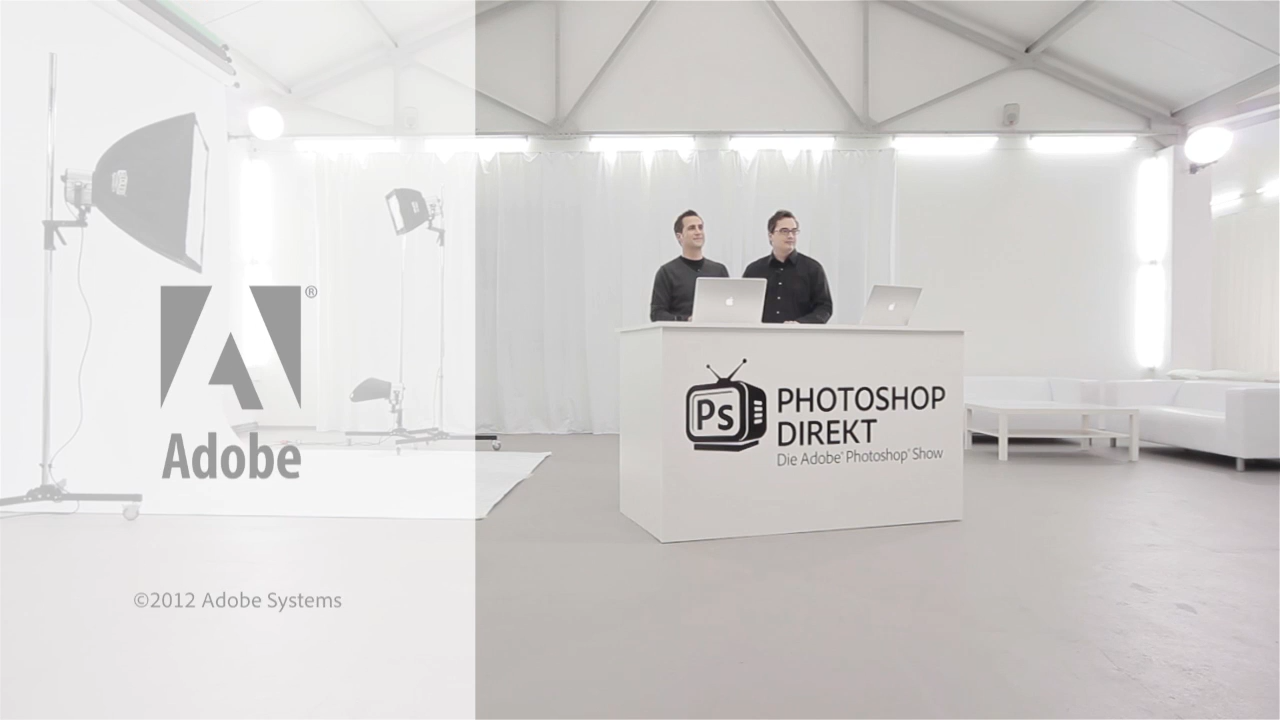 Adobe®
©2012 Adobe Systems
Ps
PHOTOSHOP
DIREKT
Die Adobe® Photoshop® Show